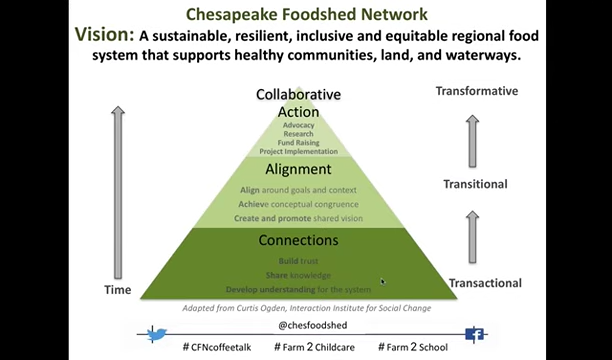 Chesapeake Foodshed Network
Vision: A sustainable, resilient, inclusive and equitable regional food
system that supports healthy communities, land, and waterways.
Collaborative
Action
Advocacy
Research
Fund Raising
Project Implementation
Alignment
Align around goals and context
Achieve conceptual congruence
Create and promote shared vision
Connections
Build trust
Share knowledge
Develop understanding for the system
Time
Transformative
Transitional
Transactional
Adapted from Curtis Ogden, Interaction Institute for Social Change
@chesfoodshed
# CFNcoffeetalk # Farm 2 Childcare # Farm 2 School